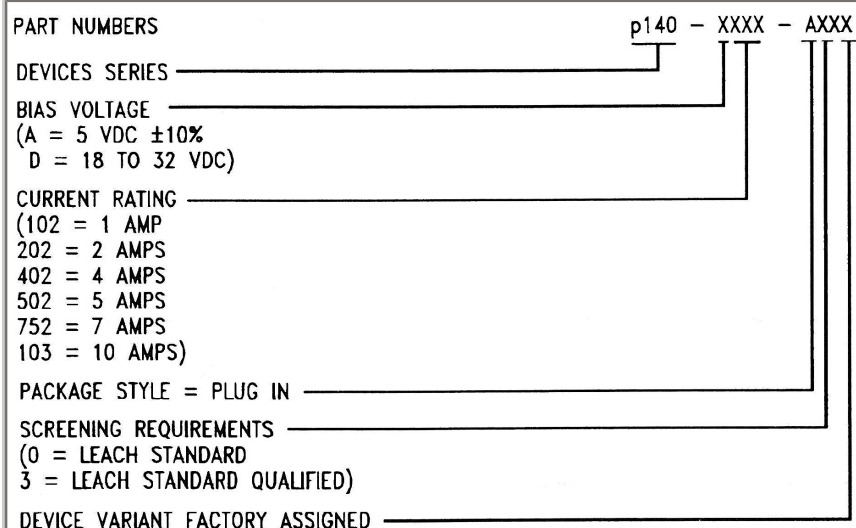 PART NUMBERS p140 - XXXX - AXXX
DEVICES SERIES
BIAS VOLTAGE
(A = 5 VDC ±10%
D = 18 TO 32 VDC)
CURRENT RATING
(102 = 1 AMP
202 = 2 AMPS
402 = 4 AMPS
502 = 5 AMPS
752 = 7 AMPS
103 = 10 AMPS)
PACKAGE STYLE = PLUG IN
SCREENING REQUIREMENTS
(0 = LEACH STANDARD
3 = LEACH STANDARD QUALIFIED)
DEVICE VARIANT FACTORY ASSIGNED